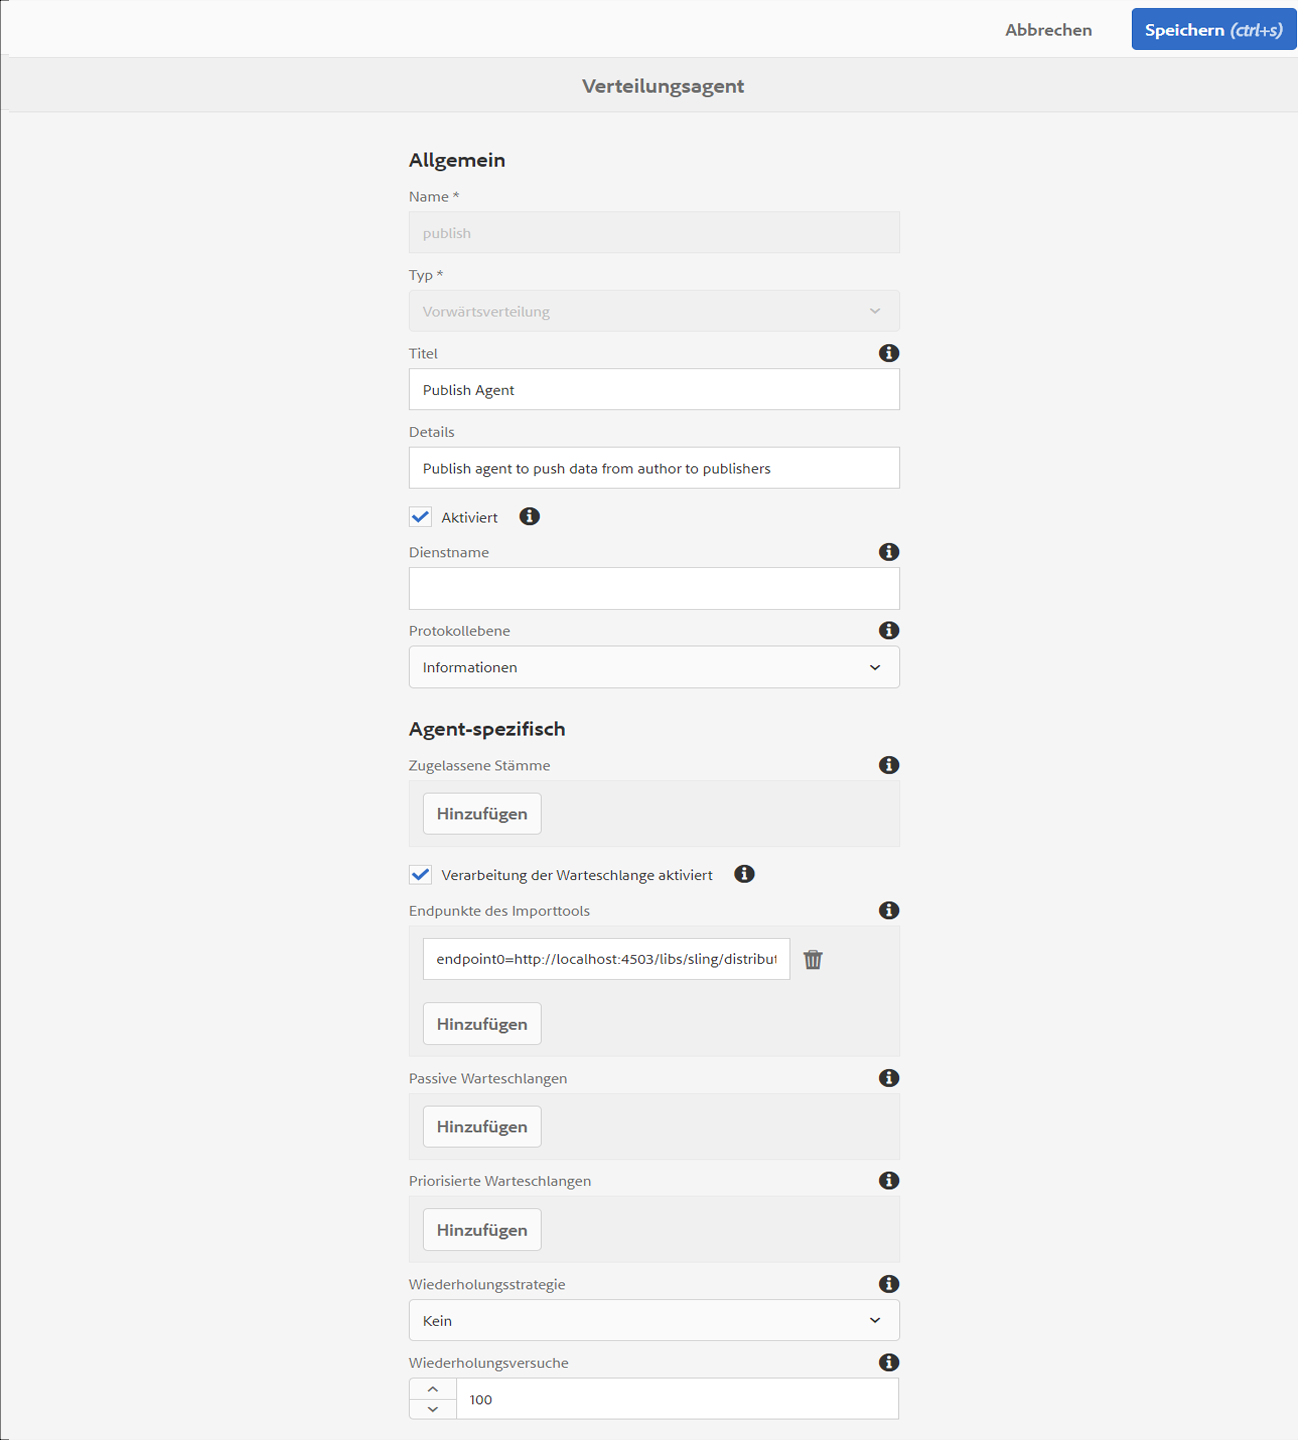 Abbrechen
Speichern (ctrl+s)
Verteilungsagent
Allgemein
Name *
publish
Typ *
Vorwärtsverteilung
Titel
Publish Agent
Details
Publish agent to push data from author to publishers
Aktiviert
Dienstname
Protokollebene
Informationen
Agent-spezifisch
Zugelassene Stämme
Hinzufügen
Verarbeitung der Warteschlange aktiviert
Endpunkte des Importtools
endpoint0=http://localhost:4503/libs/sling/distribut
Hinzufügen
Passive Warteschlangen
Hinzufügen
Priorisierte Warteschlangen
Hinzufügen
Wiederholungsstrategie
Kein
Wiederholungsversuche
100